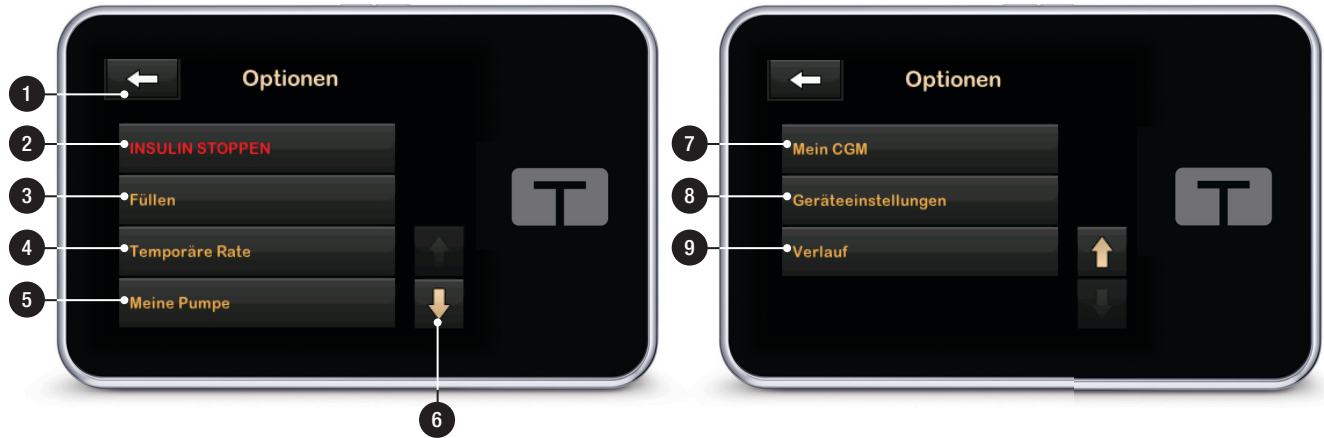 Optionen
1
2 INSULIN STOPPEN
3 Füllen
4 Temporäre Rate
5 Meine Pumpe
6
Optionen
7 Mein CGM
8 Geräteeinstellungen
9 Verlauf